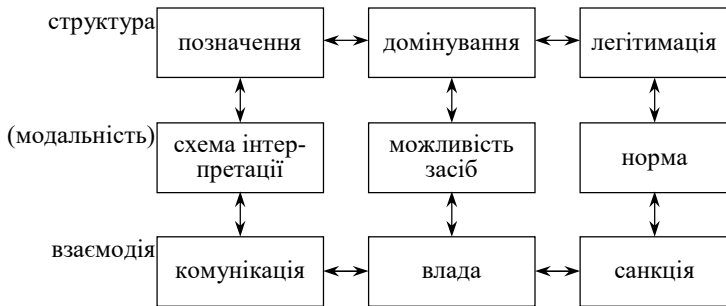 структура
позначення
домінування
легітимація
(модальність)
схема інтер-
претації
можливість
засіб
норма
взаємодія
комунікація
влада
санкція